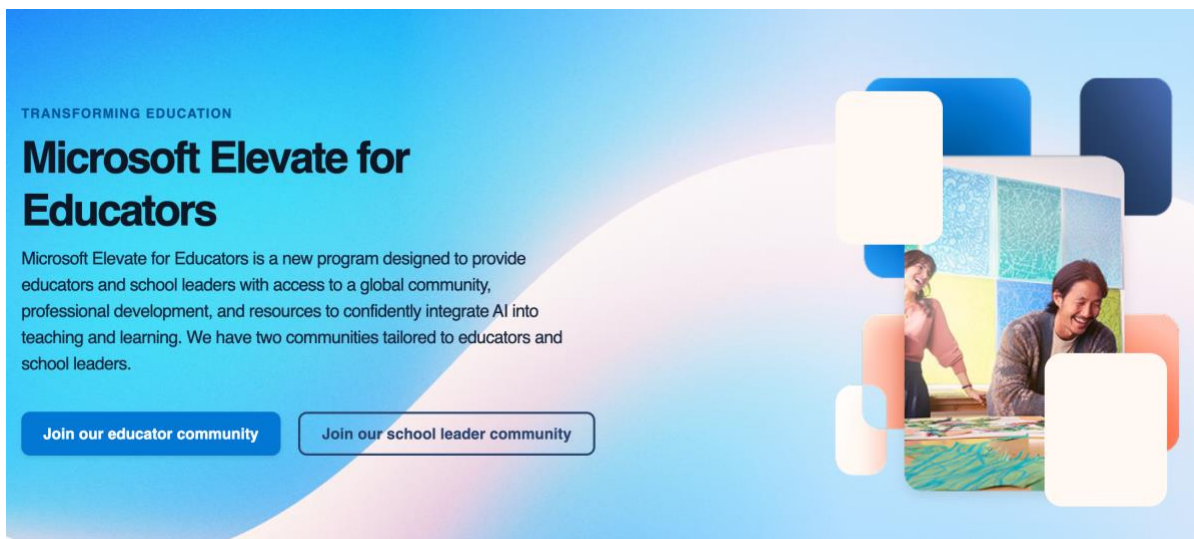 TRANSFORMING EDUCATION
Microsoft Elevate for
Educators
Microsoft Elevate for Educators is a new program designed to provide
educators and school leaders with access to a global community,
professional development, and resources to confidently integrate AI into
teaching and learning. We have two communities tailored to educators and
school leaders.
Join our educator community
Join our school leader community